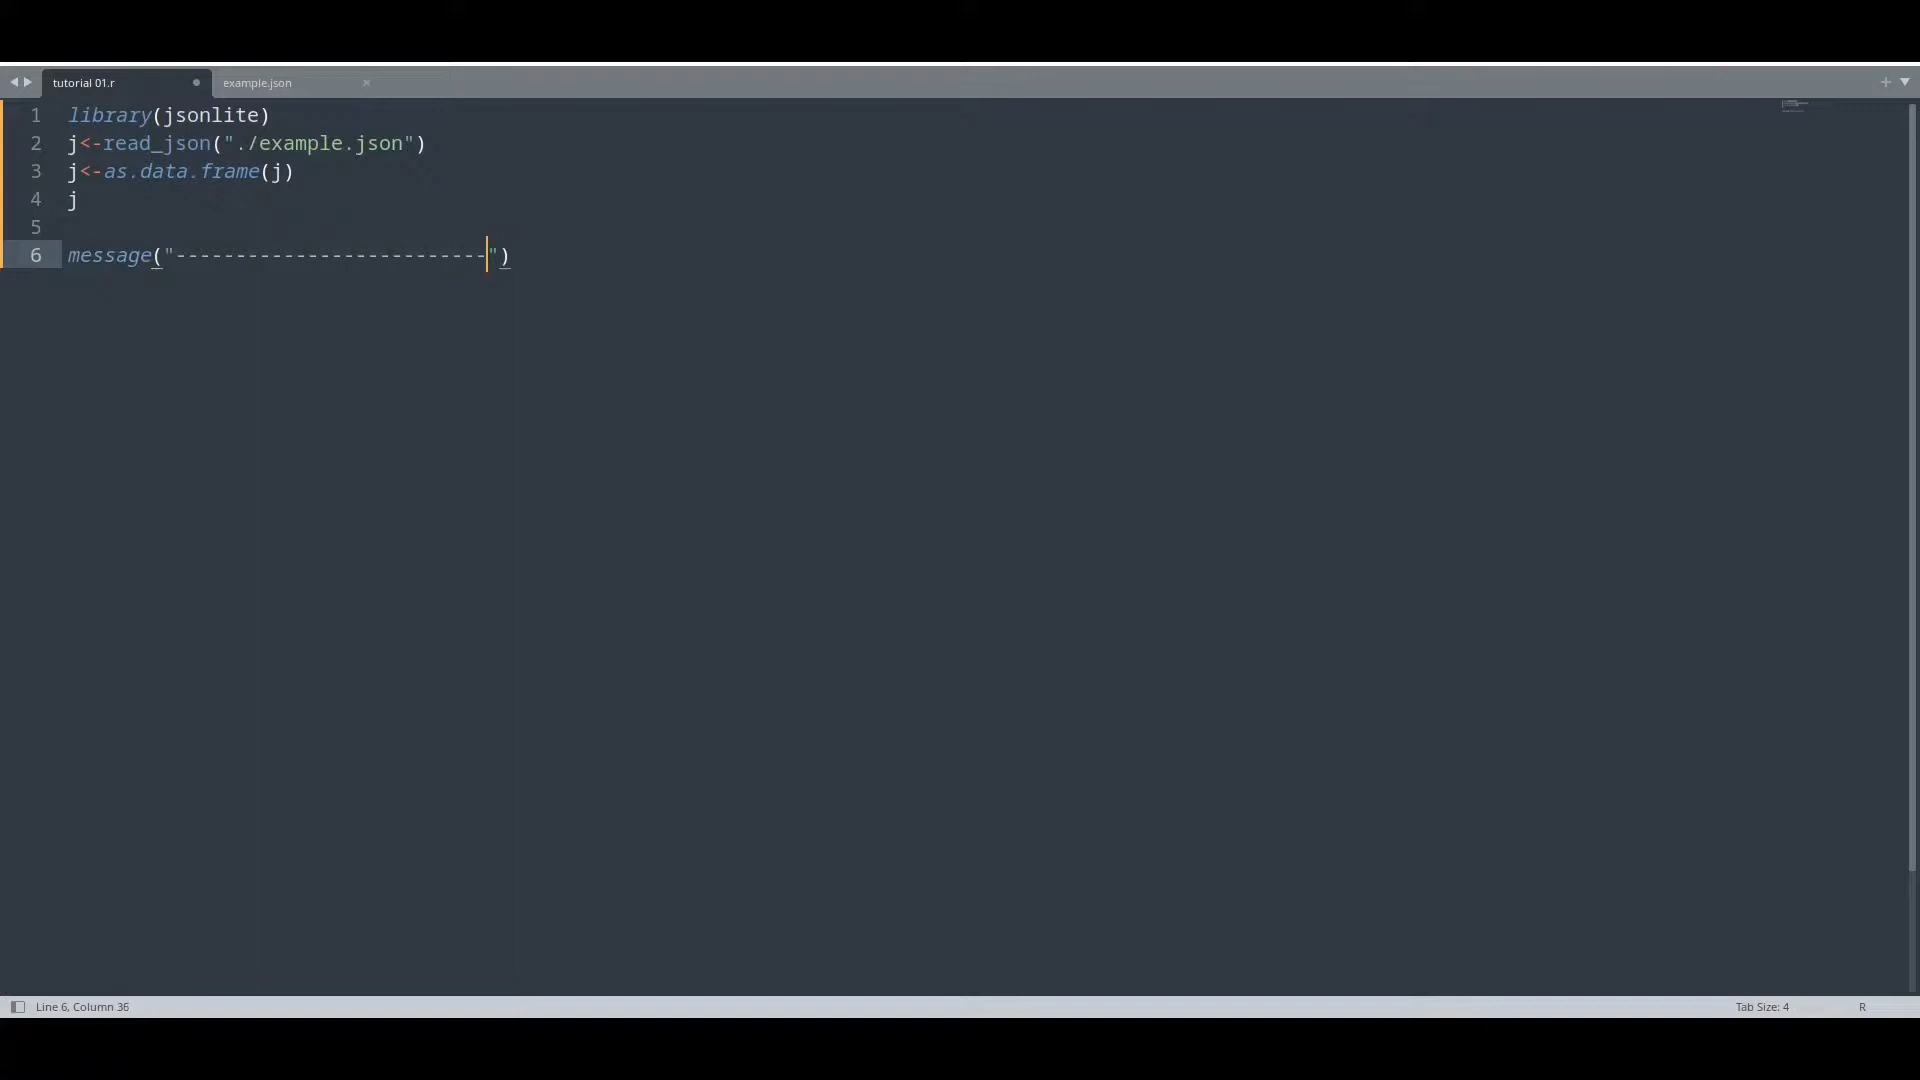 tutorial 01.r
example.json
1 library(jsonlite)
2 j<-read_json("./example.json")
3 j<-as.data.frame(j)
4 j
5
6 message("--------------------------")
Line 6, Column 36
Tab Size: 4
R